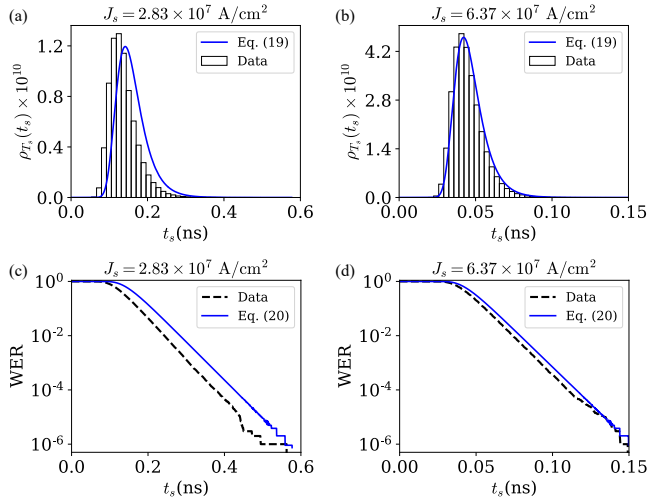 (a)
J_s = 2.83 × 10^7 A/cm^2
ρ_{T_s}(t_s) × 10^10
1.2
0.8
0.4
0.0
Eq. (19)
Data
0.0 0.2 0.4 0.6
t_s(ns)
(b)
J_s = 6.37 × 10^7 A/cm^2
ρ_{T_s}(t_s) × 10^10
4.2
2.8
1.4
0.0
Eq. (19)
Data
0.00 0.05 0.10 0.15
t_s(ns)
(c)
J_s = 2.83 × 10^7 A/cm^2
WER
10^0
10^-2
10^-4
10^-6
Data
Eq. (20)
0.0 0.2 0.4 0.6
t_s(ns)
(d)
J_s = 6.37 × 10^7 A/cm^2
WER
10^0
10^-2
10^-4
10^-6
Data
Eq. (20)
0.00 0.05 0.10 0.15
t_s(ns)